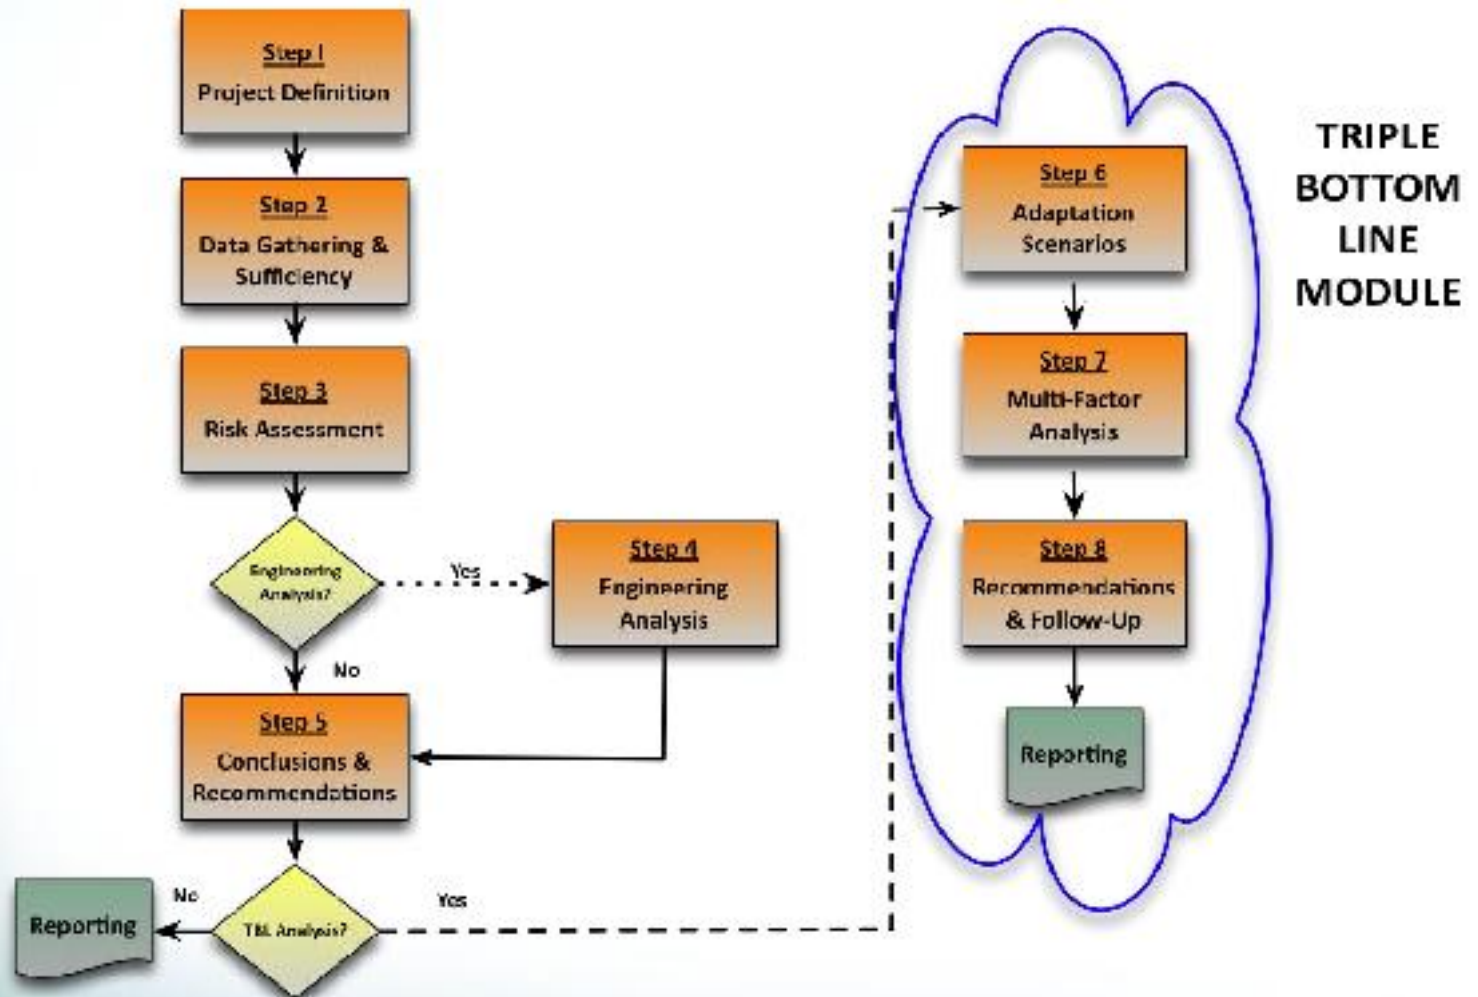 Step 1
Project Definition
Step 2
Data Gathering &
Sufficiency
Step 3
Risk Assessment
Engineering
Analysis?
Yes
No
Step 4
Engineering
Analysis
Step 5
Conclusions &
Recommendations
TBL Analysis?
No
Reporting
Yes
Step 6
Adaptation
Scenarios
Step 7
Multi-Factor
Analysis
Step 8
Recommendations
& Follow-Up
Reporting
TRIPLE
BOTTOM
LINE
MODULE